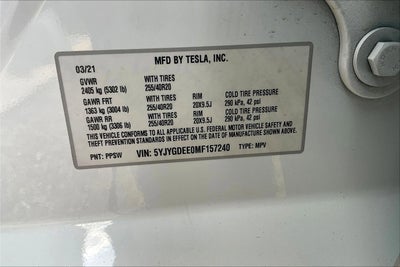 MFD BY TESLA, INC.
03/21
GVWR WITH TIRES
2405 kg (5302 lb) 255/40R20
GAWR FRT WITH TIRES RIM COLD TIRE PRESSURE
1363 kg (3004 lb) 255/40R20 20X9.5J 290 kPa, 42 psi
GAWR RR WITH TIRES RIM COLD TIRE PRESSURE
1500 kg (3306 lb) 255/40R20 20X9.5J 290 kPa, 42 psi
THIS VEHICLE CONFORMS TO ALL APPLICABLE U.S. FEDERAL MOTOR VEHICLE SAFETY AND
THEFT PREVENTION STANDARDS IN EFFECT ON THE DATE OF MANUFACTURE SHOWN ABOVE.
PNT: PPSW VIN: 5YJYGDEE0MF157240 TYPE: MPV